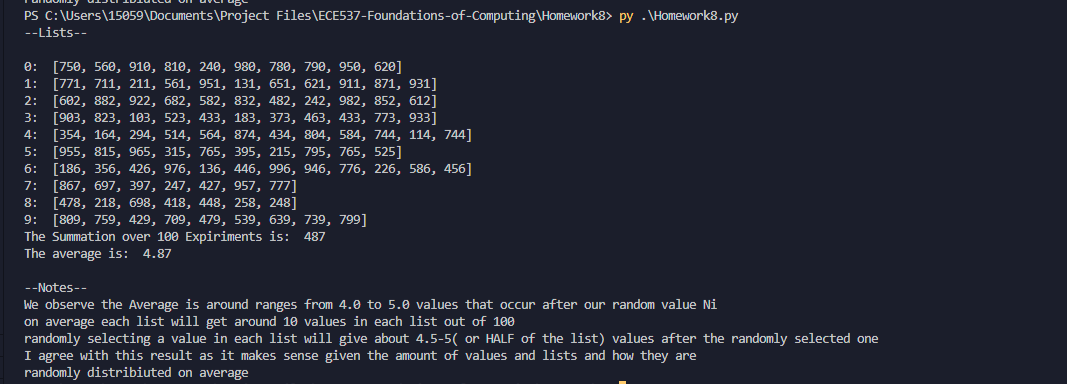 randomly distribiuted on average
PS C:\Users\15059\Documents\Project Files\ECE537-Foundations-of-Computing\Homework8> py .\Homework8.py
--Lists--
0:  [750, 560, 910, 810, 240, 980, 780, 790, 950, 620]
1:  [771, 711, 211, 561, 951, 131, 651, 621, 911, 871, 931]
2:  [602, 882, 922, 682, 582, 832, 482, 242, 982, 852, 612]
3:  [903, 823, 103, 523, 433, 183, 373, 463, 433, 773, 933]
4:  [354, 164, 294, 514, 564, 874, 434, 804, 584, 744, 114, 744]
5:  [955, 815, 965, 315, 765, 395, 215, 795, 765, 525]
6:  [186, 356, 426, 976, 136, 446, 996, 946, 776, 226, 586, 456]
7:  [867, 697, 397, 247, 427, 957, 777]
8:  [478, 218, 698, 418, 448, 258, 248]
9:  [809, 759, 429, 709, 479, 539, 639, 739, 799]
The Summation over 100 Expiriments is:  487
The average is:  4.87
--Notes--
We observe the Average is around ranges from 4.0 to 5.0 values that occur after our random value Ni
on average each list will get around 10 values in each list out of 100
randomly selecting a value in each list will give about 4.5-5( or HALF of the list) values after the randomly selected one
I agree with this result as it makes sense given the amount of values and lists and how they are
randomly distribiuted on average